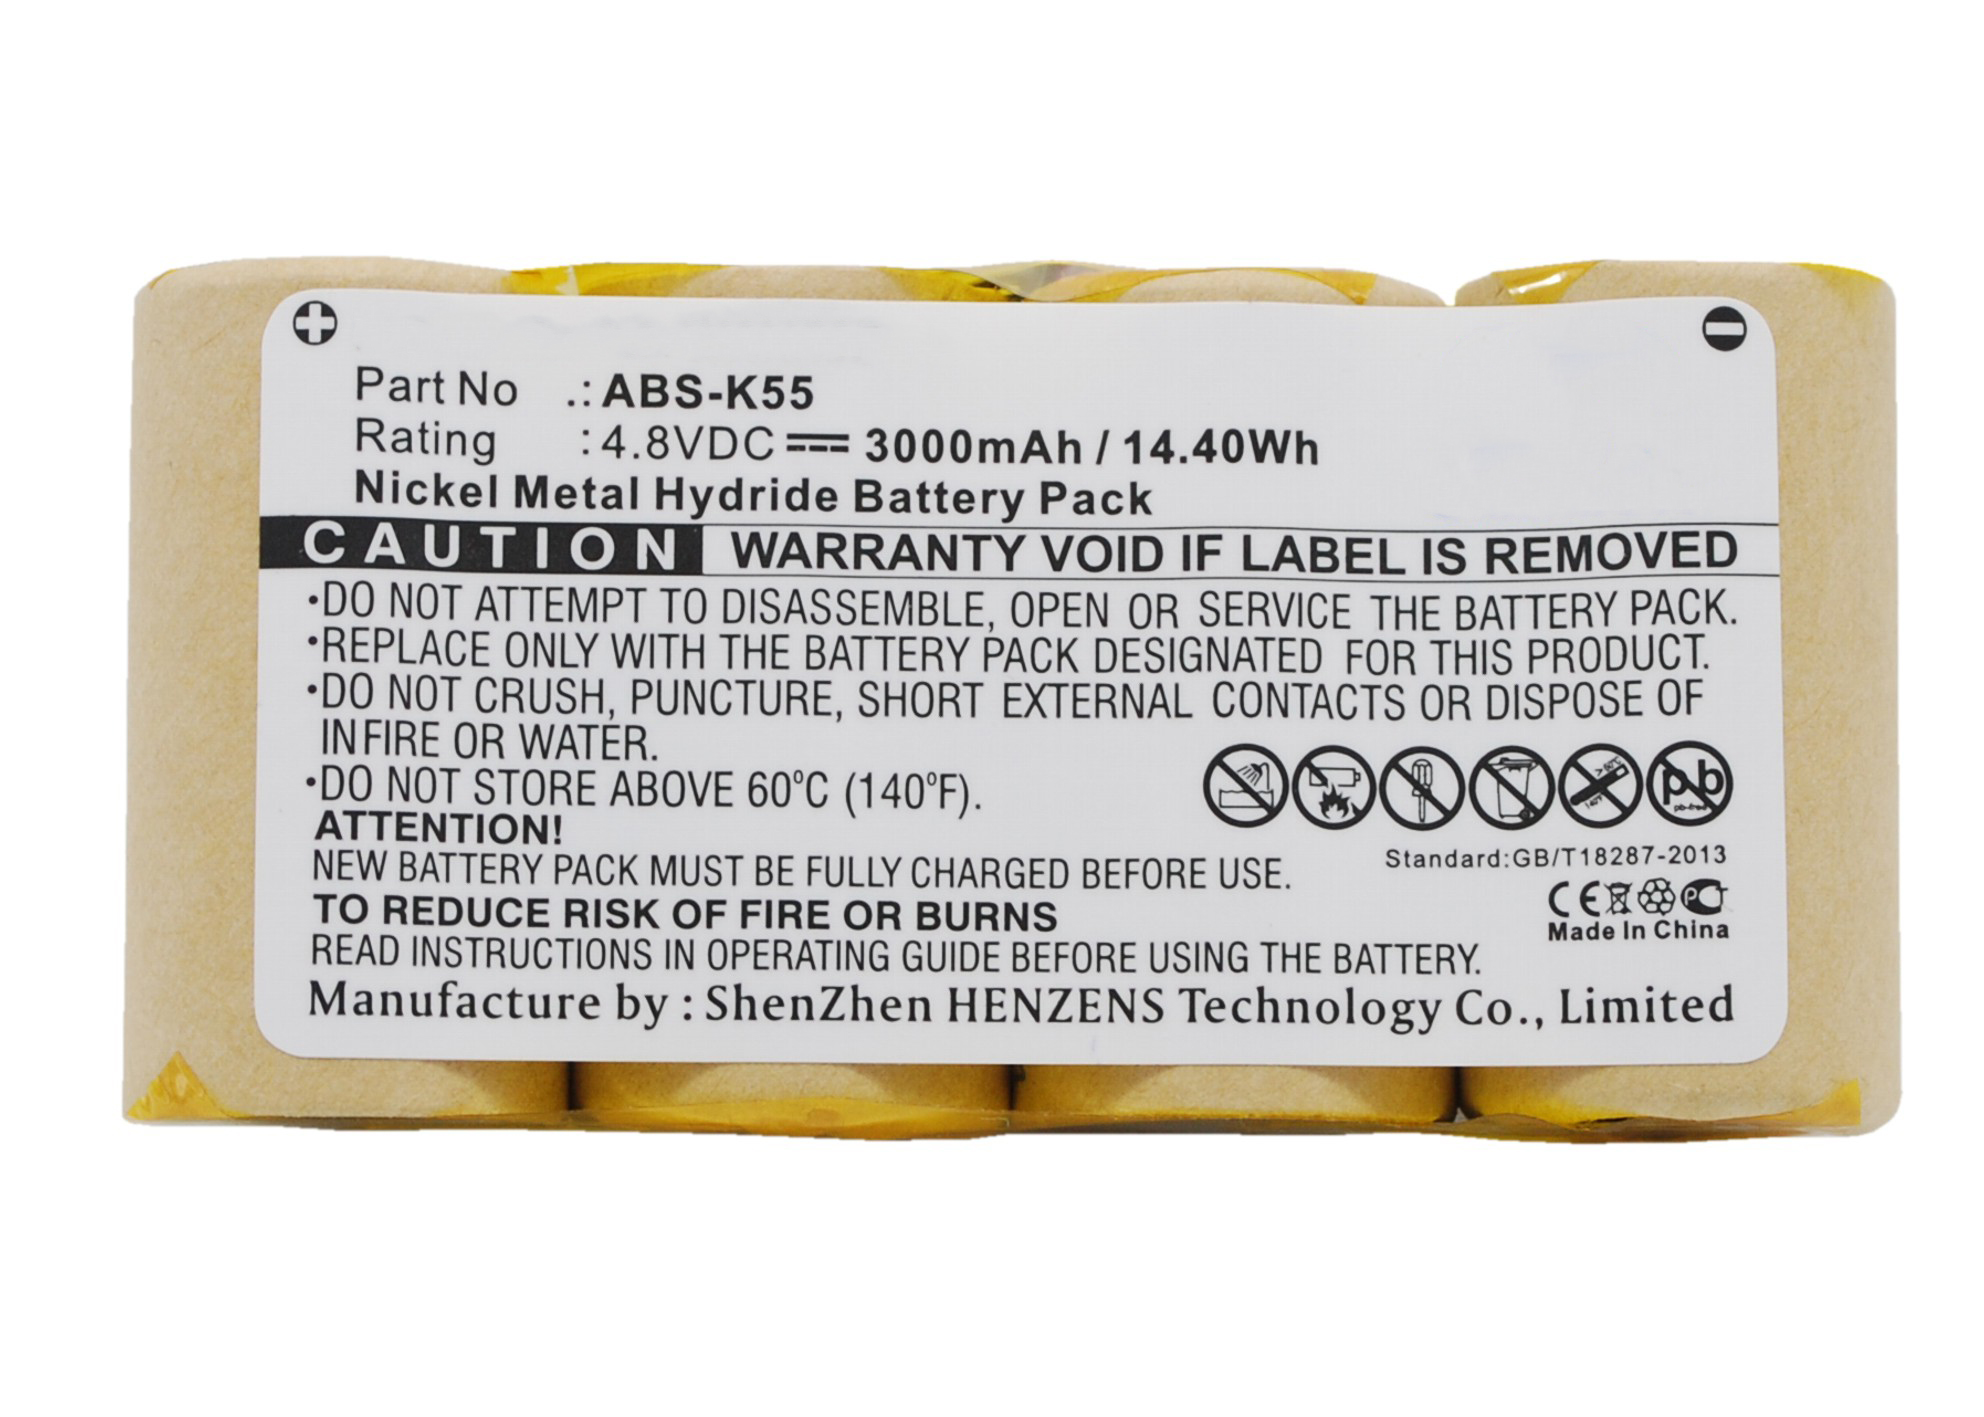 Part No .: ABS-K55
Rating : 4.8VDC 3000mAh / 14.40Wh
Nickel Metal Hydride Battery Pack
CAUTION WARRANTY VOID IF LABEL IS REMOVED
•DO NOT ATTEMPT TO DISASSEMBLE, OPEN OR SERVICE THE BATTERY PACK.
•REPLACE ONLY WITH THE BATTERY PACK DESIGNATED FOR THIS PRODUCT.
•DO NOT CRUSH, PUNCTURE, SHORT EXTERNAL CONTACTS OR DISPOSE OF
IN FIRE OR WATER.
•DO NOT STORE ABOVE 60°C (140°F).
>60°C
140°F
pb
ATTENTION!
NEW BATTERY PACK MUST BE FULLY CHARGED BEFORE USE.
Standard:GB/T18287-2013
CE
TO REDUCE RISK OF FIRE OR BURNS
Made In China
READ INSTRUCTIONS IN OPERATING GUIDE BEFORE USING THE BATTERY.
Manufacture by : ShenZhen HENZENS Technology Co., Limited